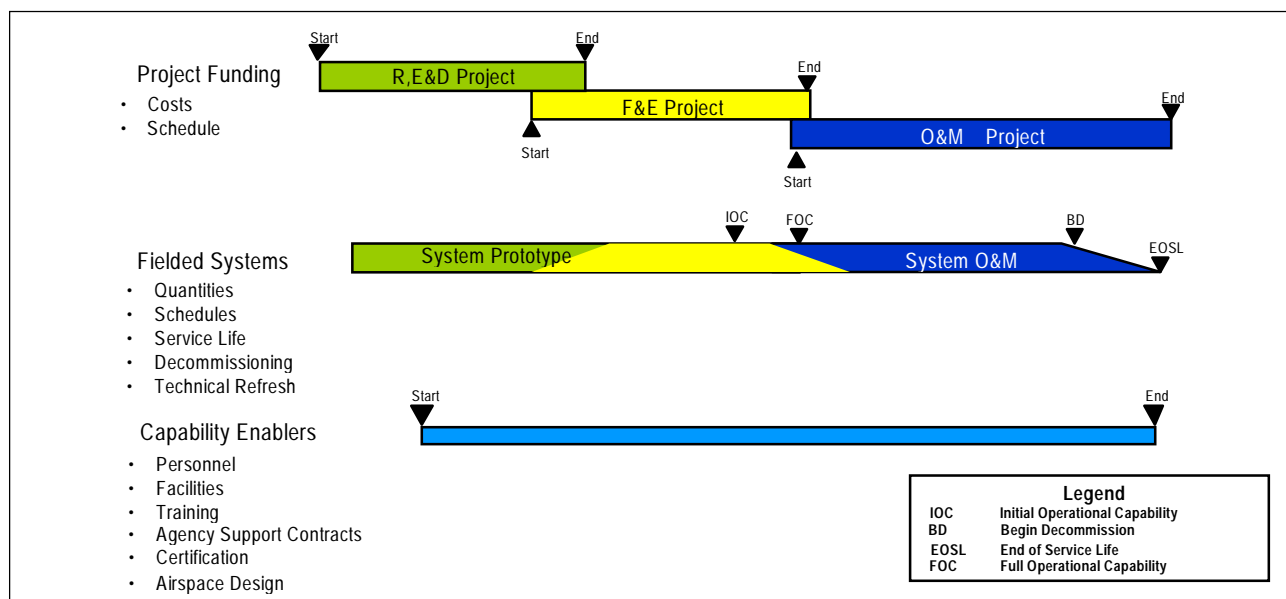 Start
End
Project Funding
R,E&D Project
End
• Costs
F&E Project
End
• Schedule
O&M Project
Start
Start
IOC
FOC
BD
Fielded Systems
System Prototype
System O&M
EOSL
• Quantities
• Schedules
• Service Life
• Decommissioning
• Technical Refresh
Start
End
Capability Enablers
• Personnel
• Facilities
• Training
• Agency Support Contracts
• Certification
• Airspace Design
Legend
IOC Initial Operational Capability
BD Begin Decommission
EOSL End of Service Life
FOC Full Operational Capability